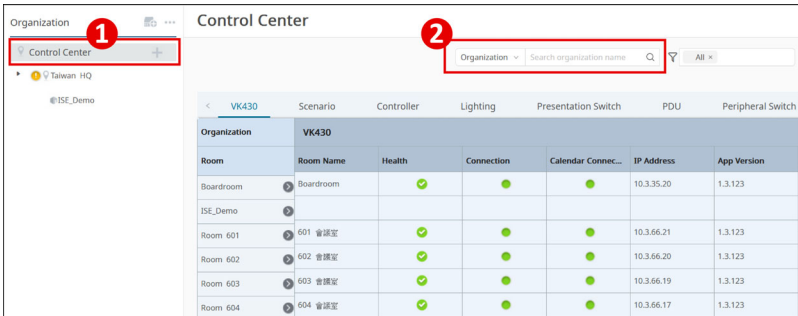 Organization
Control Center
1
2
Control Center
Organization Search organization name All ×
Taiwan HQ
ISE_Demo
VK430 Scenario Controller Lighting Presentation Switch PDU Peripheral Switch
Organization VK430
Room Room Name Health Connection Calendar Connec... IP Address App Version
Boardroom Boardroom 10.3.35.20 1.3.123
ISE_Demo
Room 601 601 會議室 10.3.66.21 1.3.123
Room 602 602 會議室 10.3.66.20 1.3.123
Room 603 603 會議室 10.3.66.19 1.3.123
Room 604 604 會議室 10.3.66.17 1.3.123